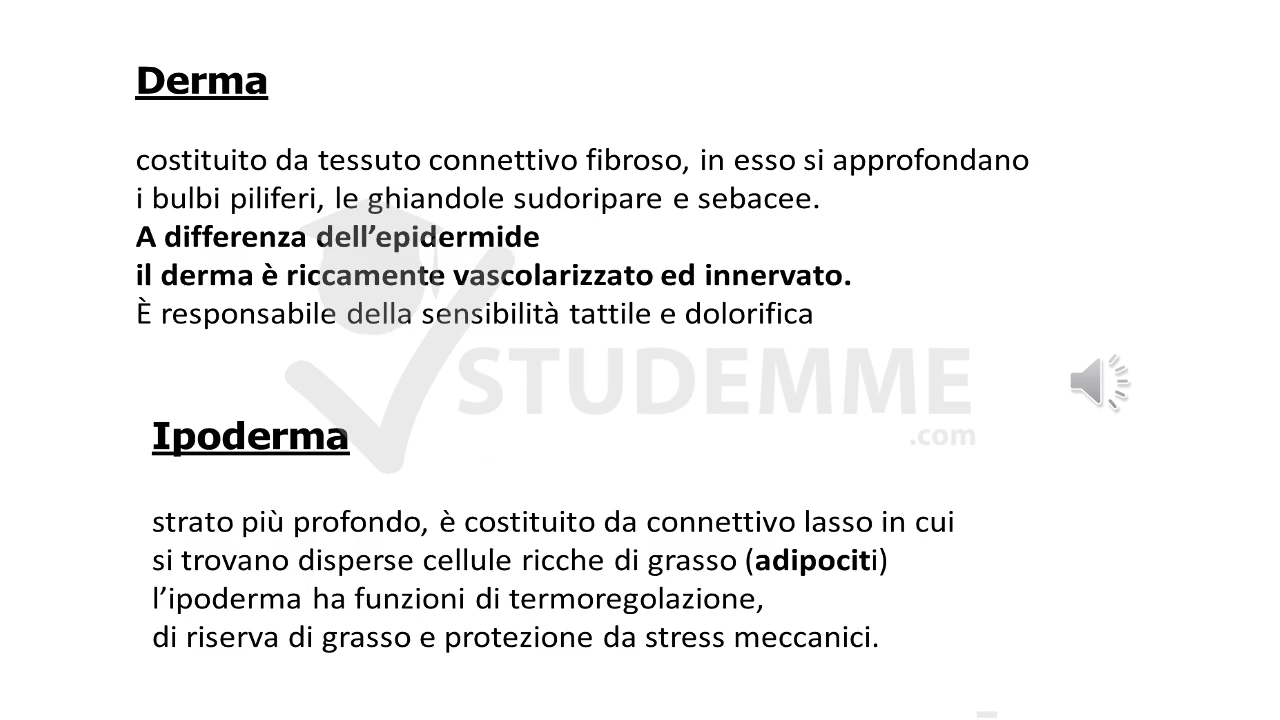 Derma
costituito da tessuto connettivo fibroso, in esso si approfondano
i bulbi piliferi, le ghiandole sudoripare e sebacee.
A differenza dell’epidermide
il derma è riccamente vascolarizzato ed innervato.
È responsabile della sensibilità tattile e dolorifica
STUDEMME
.com
Ipoderma
strato più profondo, è costituito da connettivo lasso in cui
si trovano disperse cellule ricche di grasso (adipociti)
l’ipoderma ha funzioni di termoregolazione,
di riserva di grasso e protezione da stress meccanici.